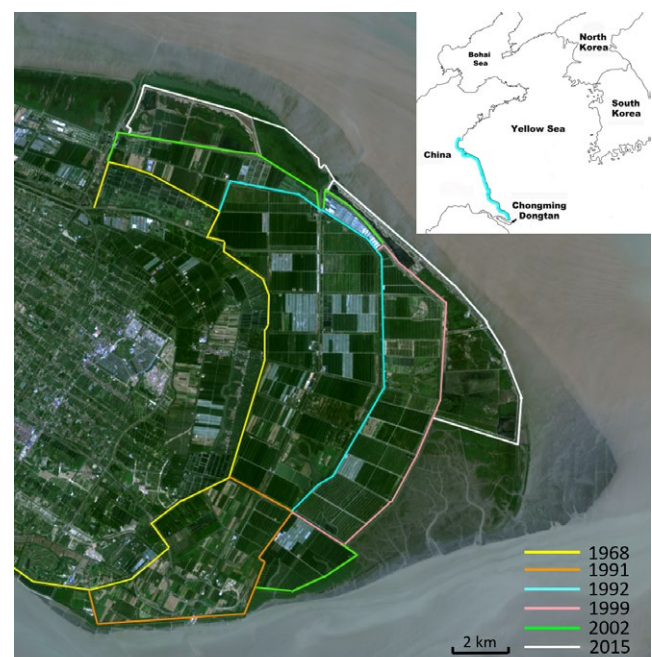 North
Korea
Bohai
Sea
South
Korea
Yellow Sea
China
Chongming
Dongtan
1968
1991
1992
1999
2002
2015
2 km